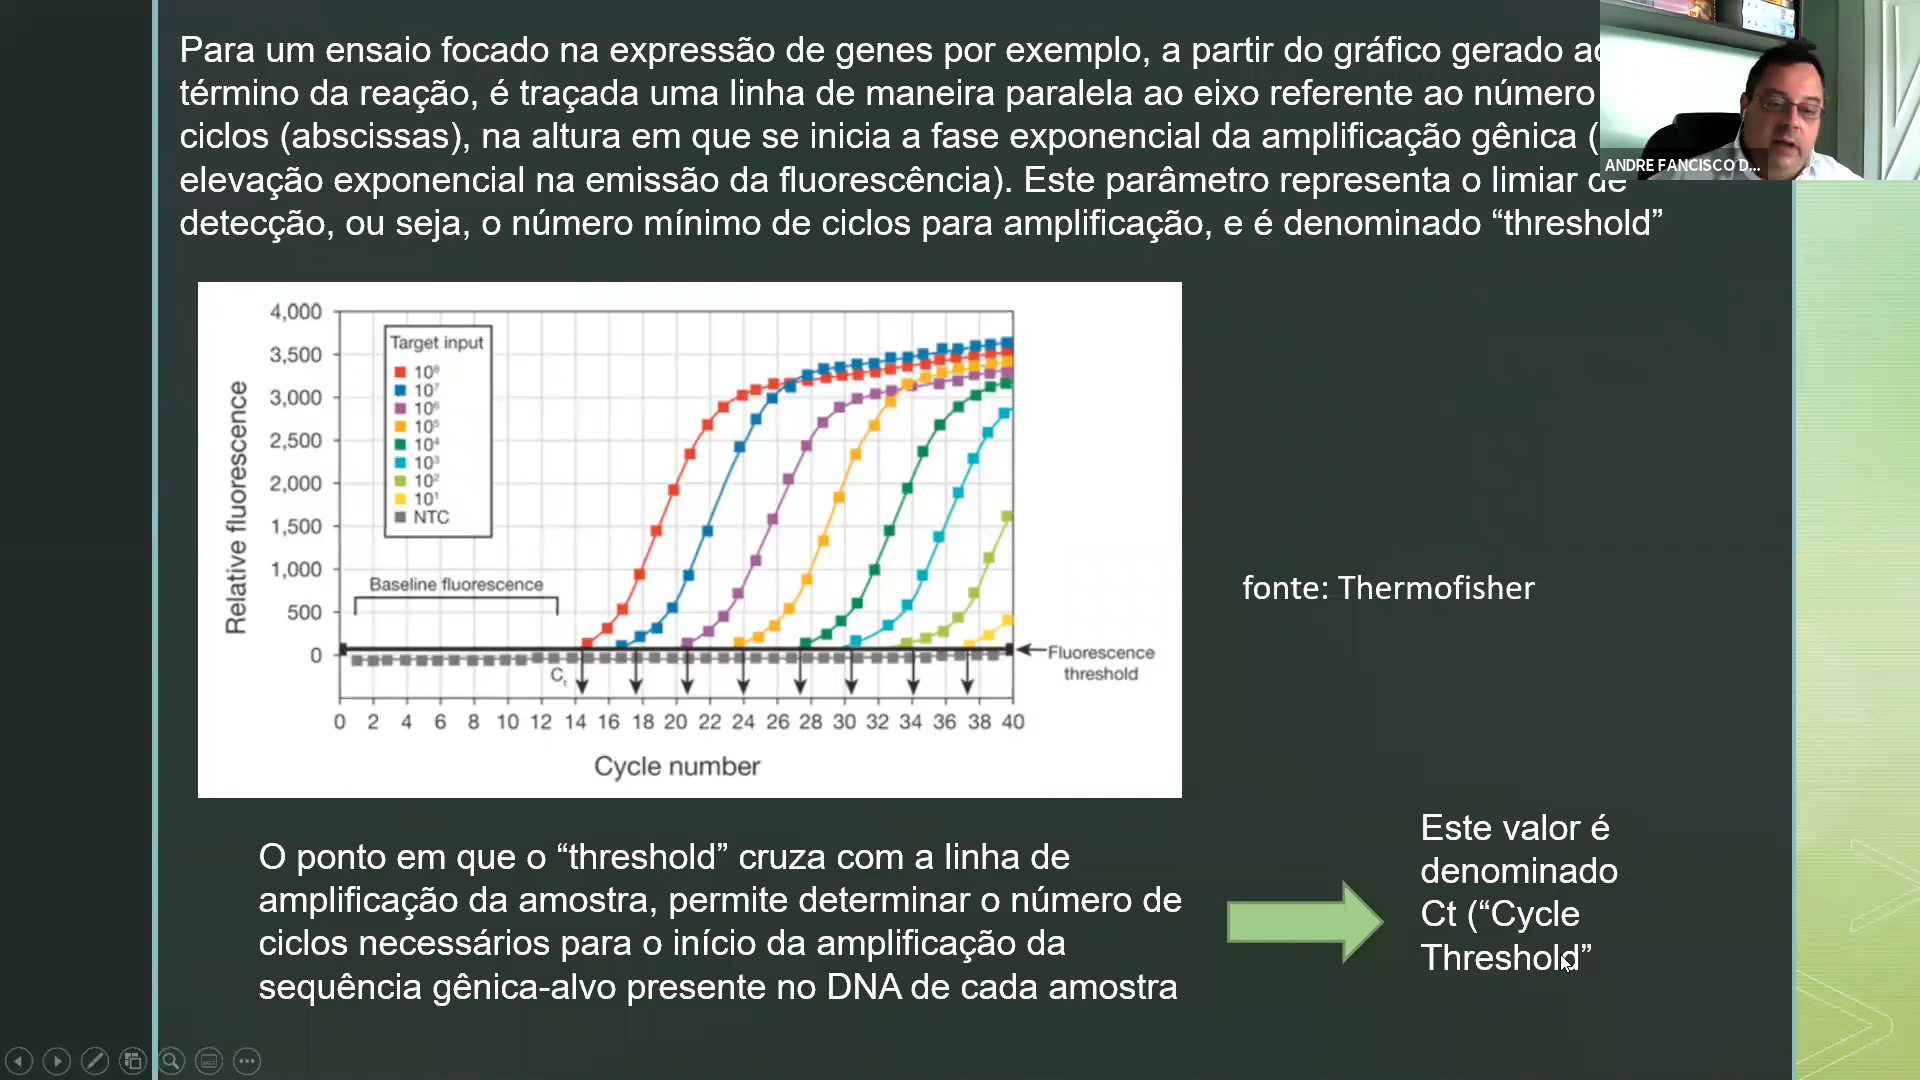 Para um ensaio focado na expressão de genes por exemplo, a partir do gráfico gerado
término da reação, é traçada uma linha de maneira paralela ao eixo referente ao número
ciclos (abscissas), na altura em que se inicia a fase exponencial da amplificação gênica (
elevação exponencial na emissão da fluorescência). Este parâmetro representa o limiar de
detecção, ou seja, o número mínimo de ciclos para amplificação, e é denominado “threshold”
ANDRE FANCISCO D...
4,000
3,500
3,000
2,500
2,000
1,500
1,000
500
0
Relative fluorescence
Target input
10⁸
10⁷
10⁶
10⁵
10⁴
10³
10²
10¹
NTC
Baseline fluorescence
Fluorescence
threshold
Cₜ
0 2 4 6 8 10 12 14 16 18 20 22 24 26 28 30 32 34 36 38 40
Cycle number
fonte: Thermofisher
O ponto em que o “threshold” cruza com a linha de
amplificação da amostra, permite determinar o número de
ciclos necessários para o início da amplificação da
sequência gênica-alvo presente no DNA de cada amostra
Este valor é
denominado
Ct (“Cycle
Threshold”